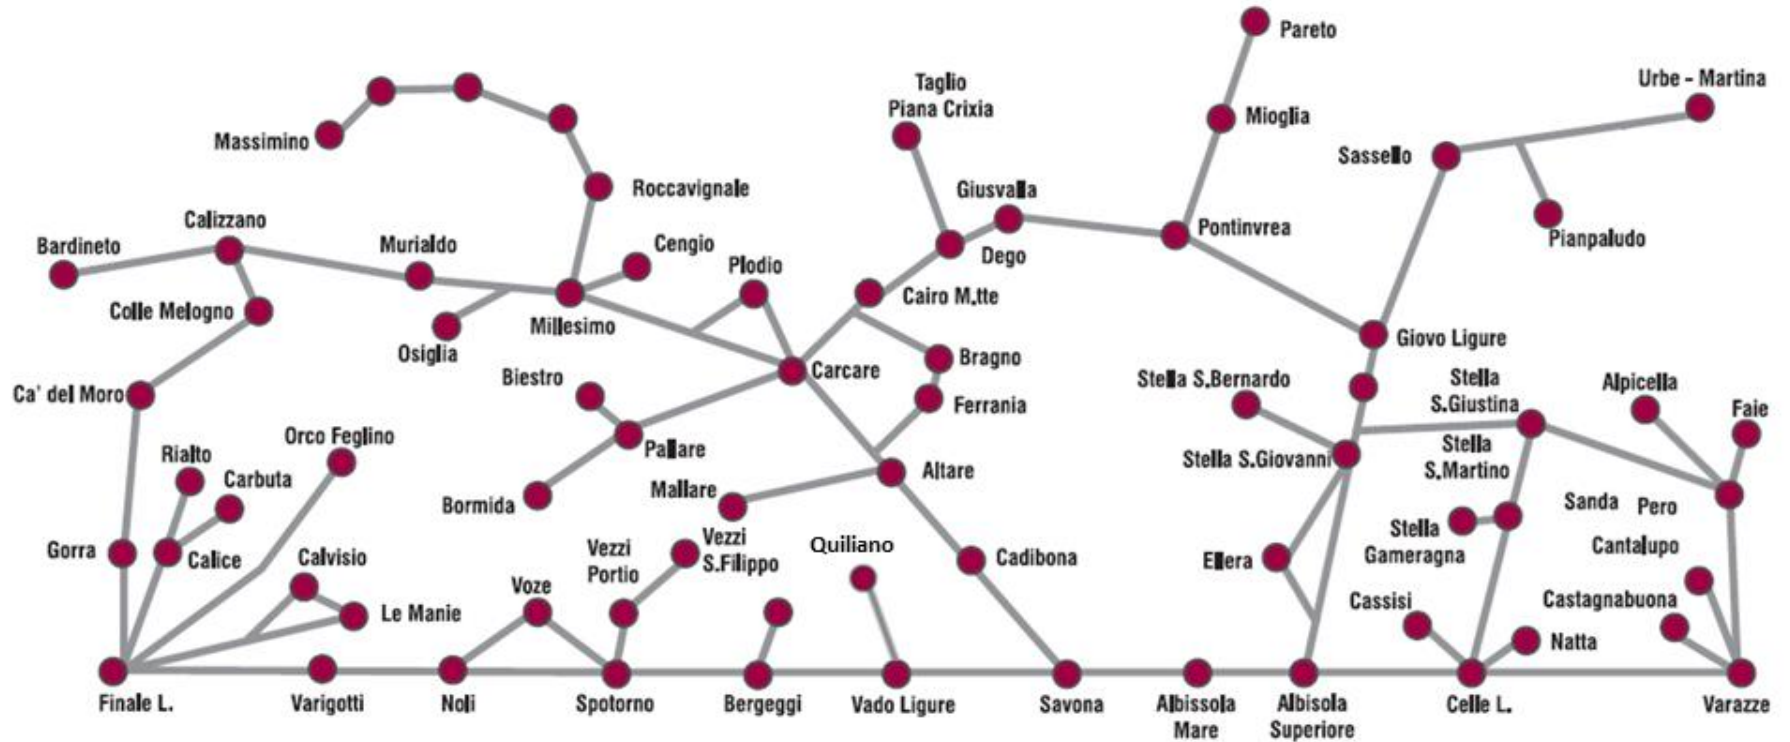 Pareto
Urbe - Martina
Taglio
Piana Crixia
Mioglia
Massimino
Sassello
Roccavignale
Giusvalla
Calizzano
Pontinvrea
Pianpaludo
Bardineto
Murialdo
Cengio
Dego
Plodio
Cairo M.tte
Colle Melogno
Millesimo
Giovo Ligure
Osiglia
Bragno
Carcare
Biestro
Stella S.Bernardo
Stella
S.Giustina
Alpicella
Ca' del Moro
Ferrania
Faie
Orco Feglino
Rialto
Pallare
Stella S.Giovanni
Stella
S.Martino
Carbuta
Altare
Mallare
Bormida
Sanda
Pero
Stella
Gameragna
Vezzi
S.Filippo
Quiliano
Cantalupo
Gorra
Calice
Calvisio
Vezzi
Portio
Cadibona
Ellera
Voze
Cassisi
Castagnabuona
Le Manie
Natta
Finale L.
Varigotti
Noli
Spotorno
Bergeggi
Vado Ligure
Savona
Albissola
Mare
Albisola
Superiore
Celle L.
Varazze